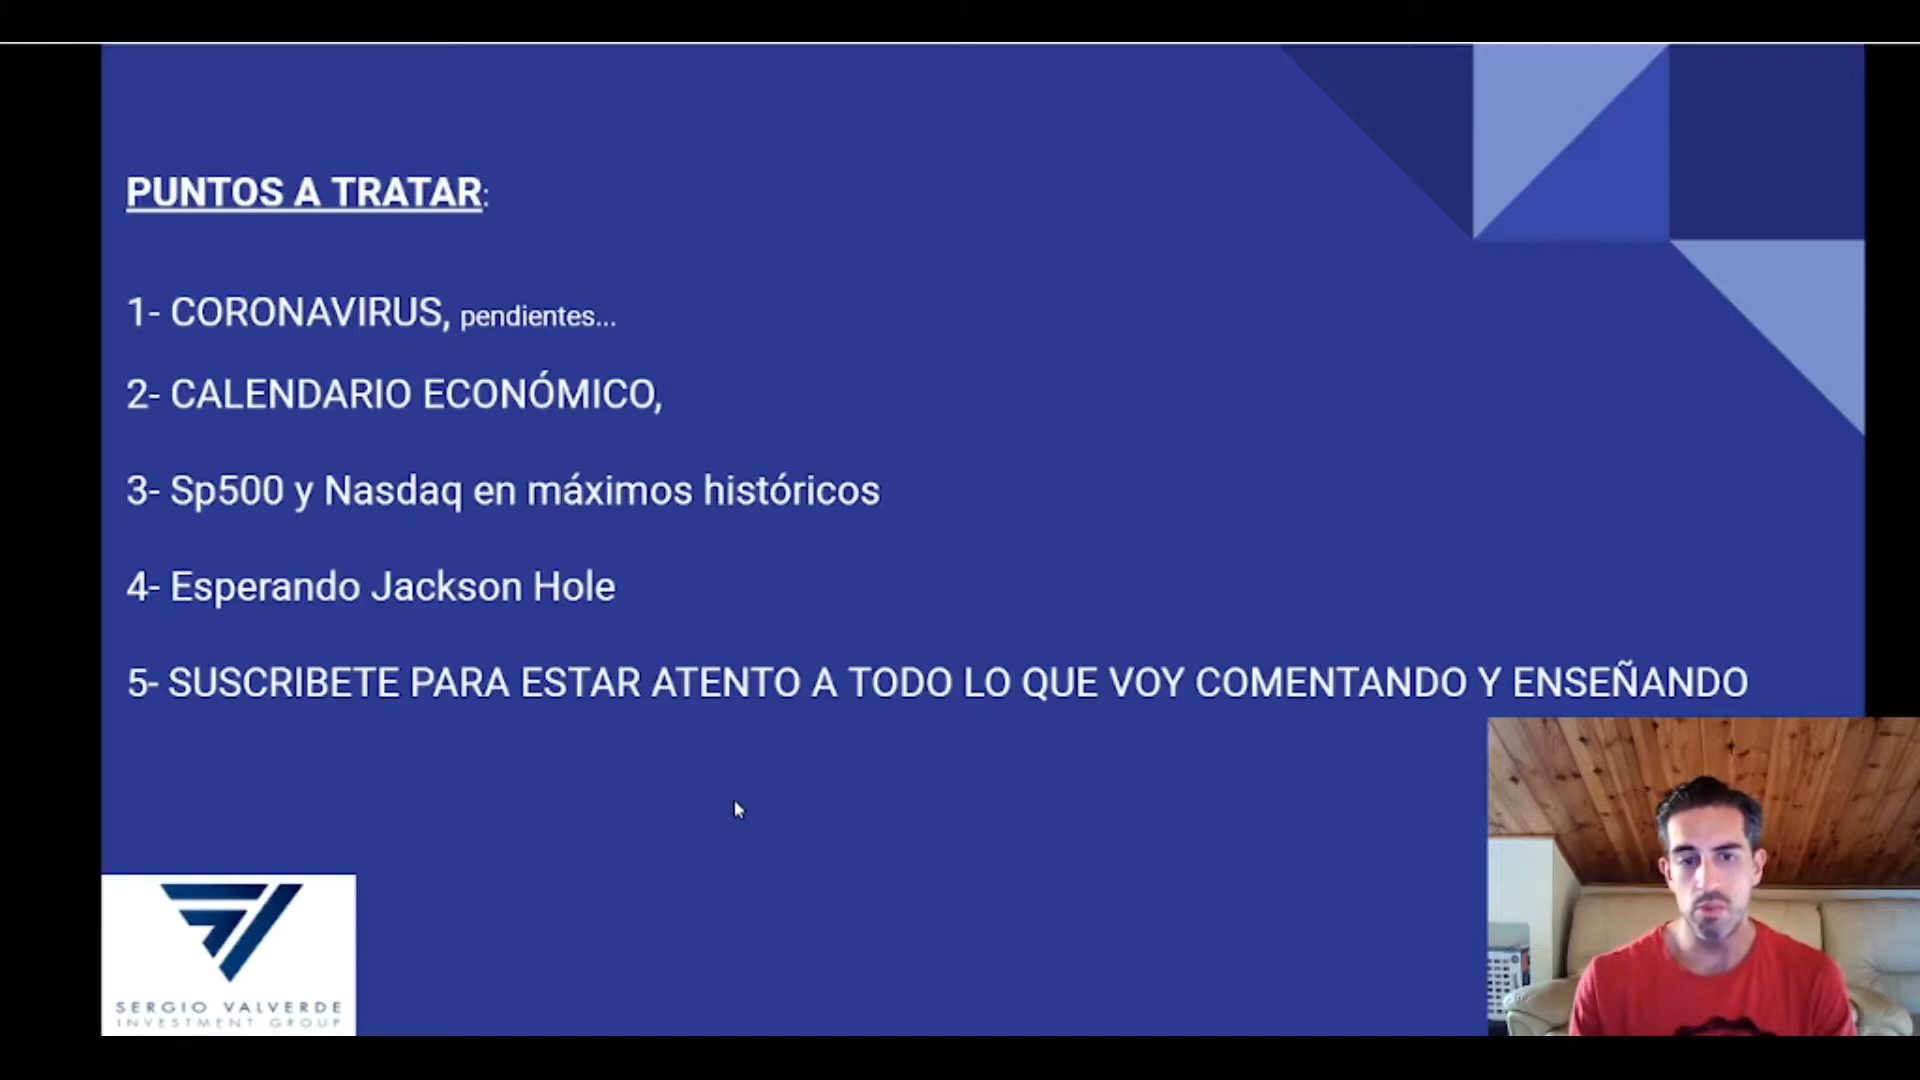 PUNTOS A TRATAR:
1- CORONAVIRUS, pendientes...
2- CALENDARIO ECONÓMICO,
3- Sp500 y Nasdaq en máximos históricos
4- Esperando Jackson Hole
5- SUSCRIBETE PARA ESTAR ATENTO A TODO LO QUE VOY COMENTANDO Y ENSEÑANDO
SERGIO VALVERDE
INVESTMENT GROUP